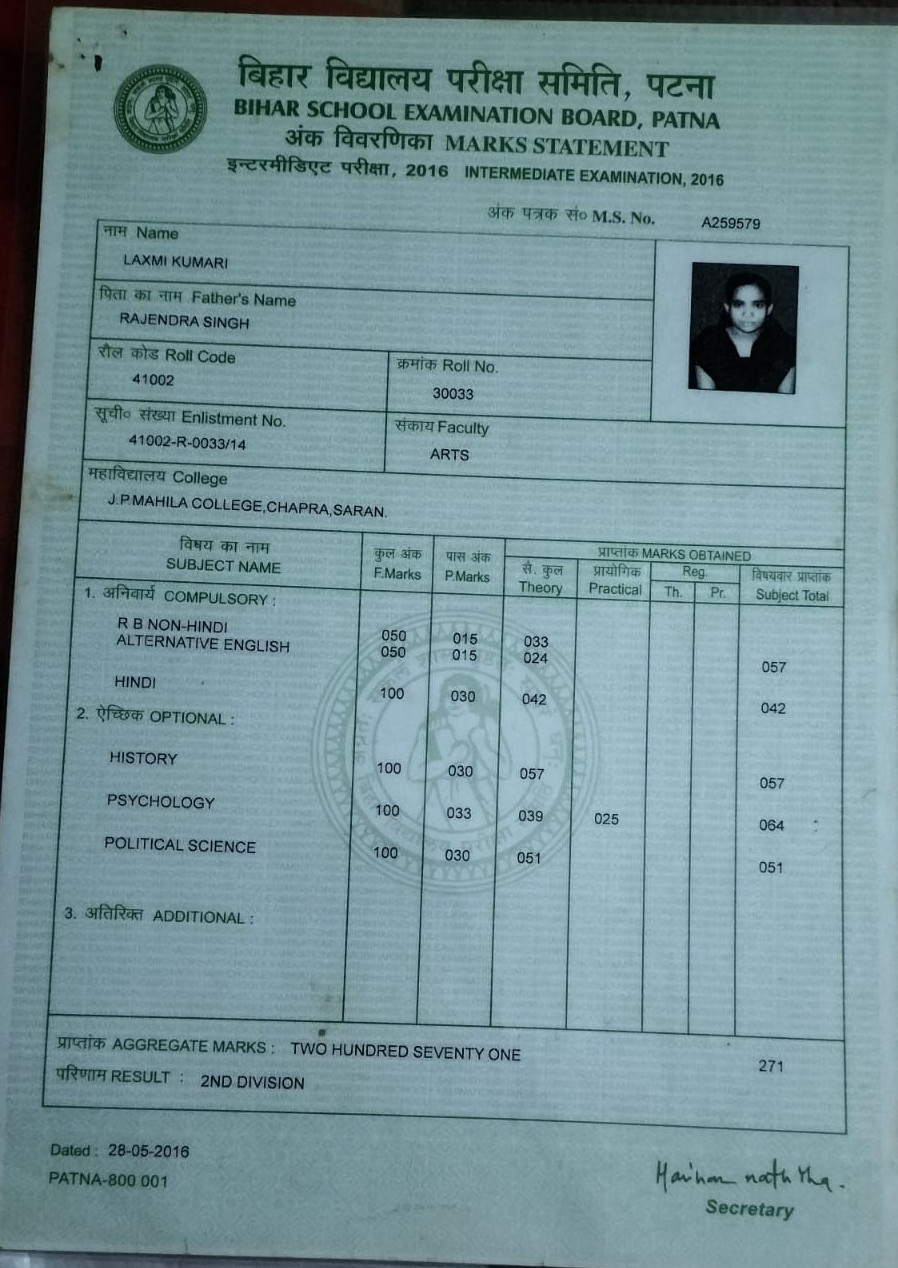 बिहार विद्यालय परीक्षा समिति, पटना
BIHAR SCHOOL EXAMINATION BOARD, PATNA
अंक विवरणिका MARKS STATEMENT
इन्टरमीडिएट परीक्षा, 2016 INTERMEDIATE EXAMINATION, 2016
अंक पत्रक सं० M.S. No. A259579
नाम Name
LAXMI KUMARI
पिता का नाम Father's Name
RAJENDRA SINGH
रौल कोड Roll Code
41002
क्रमांक Roll No.
30033
सूची० संख्या Enlistment No.
41002-R-0033/14
संकाय Faculty
ARTS
महाविद्यालय College
J.P.MAHILA COLLEGE,CHAPRA,SARAN.
विषय का नाम
SUBJECT NAME
कुल अंक
F.Marks
पास अंक
P.Marks
प्राप्तांक MARKS OBTAINED
सै. कुल
Theory
प्रायोगिक
Practical
Reg.
Th. Pr.
विषयवार प्राप्तांक
Subject Total
1. अनिवार्य COMPULSORY :
R B NON-HINDI 050 015 033
ALTERNATIVE ENGLISH 050 015 024 057
HINDI 100 030 042 042
2. ऐच्छिक OPTIONAL :
HISTORY 100 030 057 057
PSYCHOLOGY 100 033 039 025 064
POLITICAL SCIENCE 100 030 051 051
3. अतिरिक्त ADDITIONAL :
प्राप्तांक AGGREGATE MARKS : TWO HUNDRED SEVENTY ONE 271
परिणाम RESULT : 2ND DIVISION
Dated : 28-05-2016
PATNA-800 001
Secretary